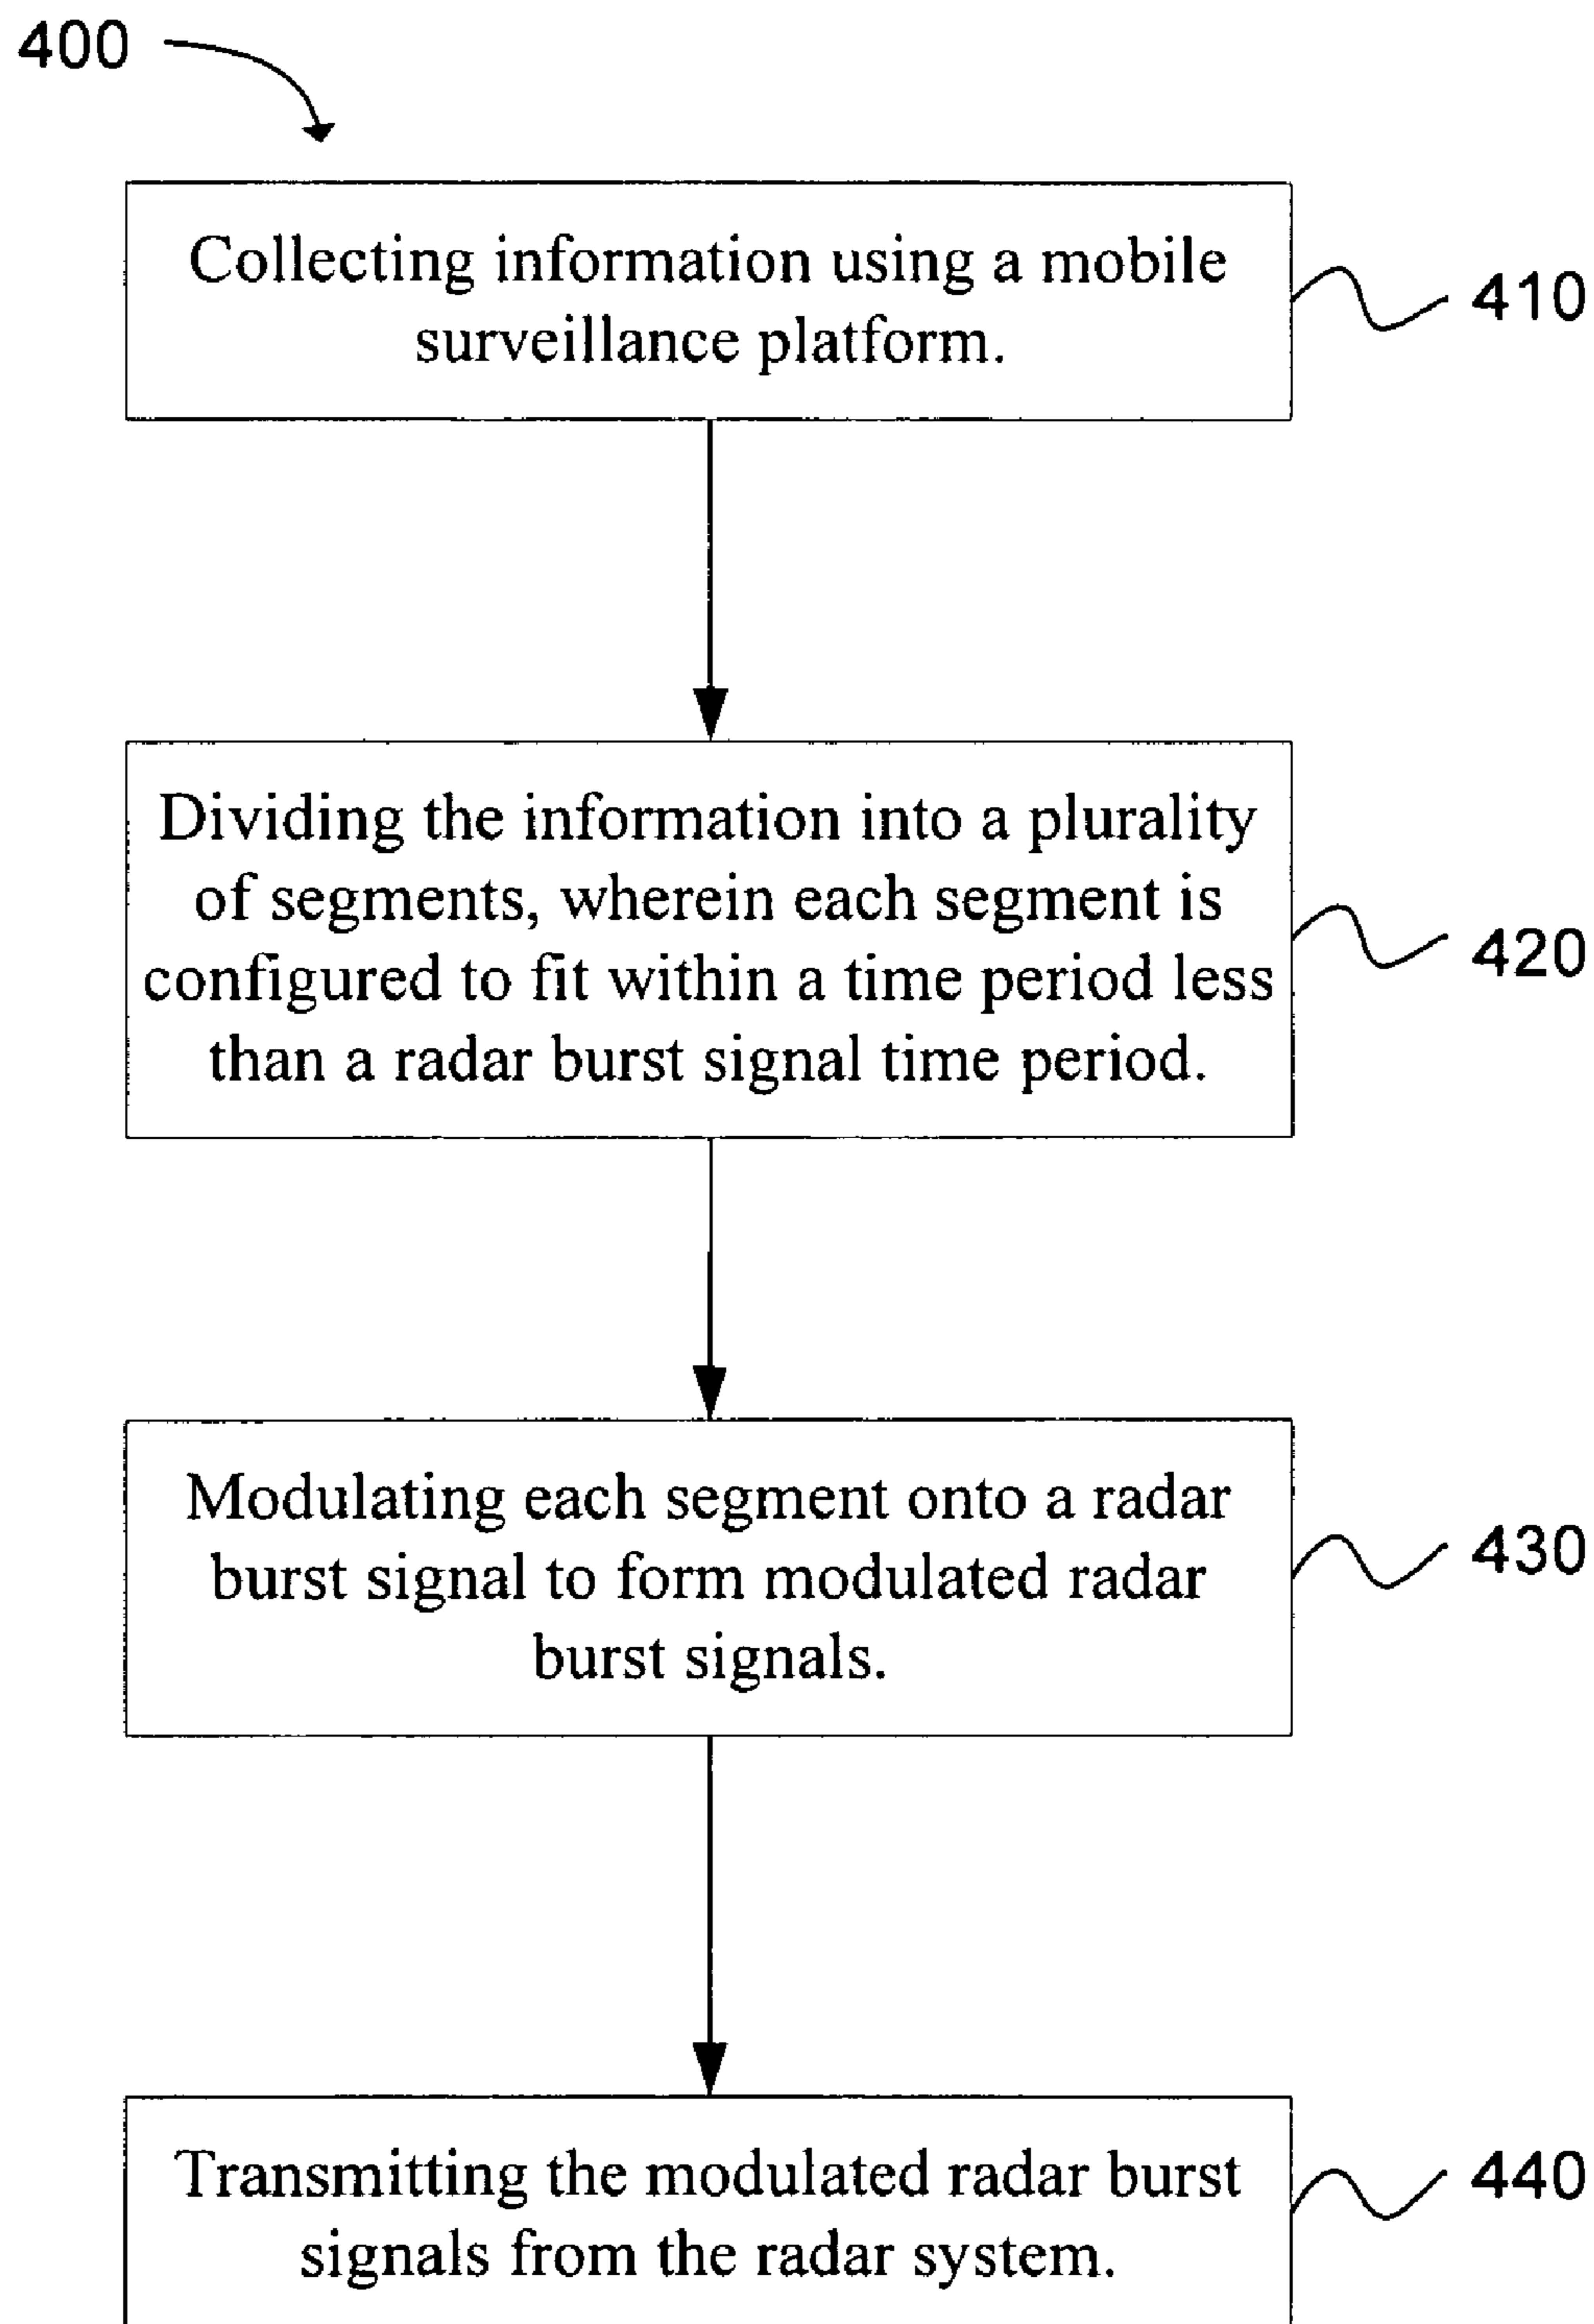 400
Collecting information using a mobile
surveillance platform.
410
Dividing the information into a plurality
of segments, wherein each segment is
configured to fit within a time period less
than a radar burst signal time period.
420
Modulating each segment onto a radar
burst signal to form modulated radar
burst signals.
430
Transmitting the modulated radar burst
signals from the radar system.
440